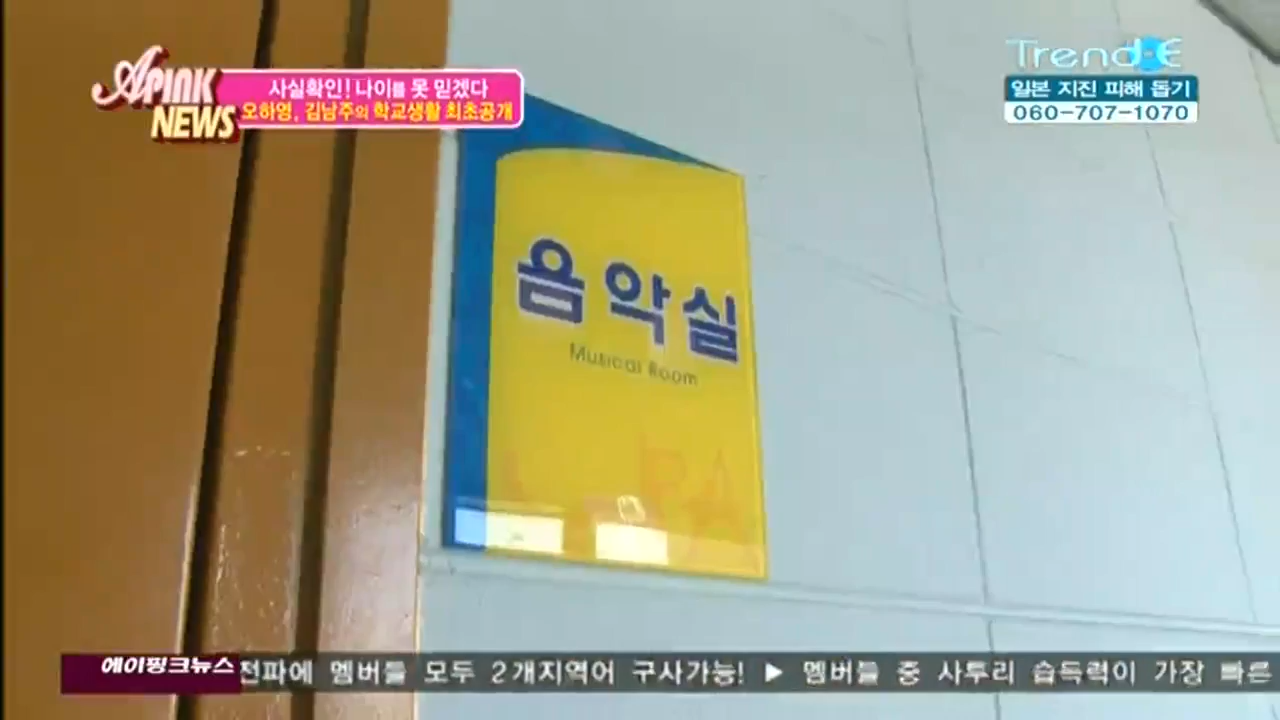 APINK
NEWS
사실확인! 나이를 못 믿겠다
오하영, 김남주의 학교생활 최초공개
TrendE
일본 지진 피해 돕기
060-707-1070
음악실
Musical Room
에이핑크뉴스
전파에 멤버들 모두 2개지역어 구사가능! ▶ 멤버들 중 사투리 습득력이 가장 빠른